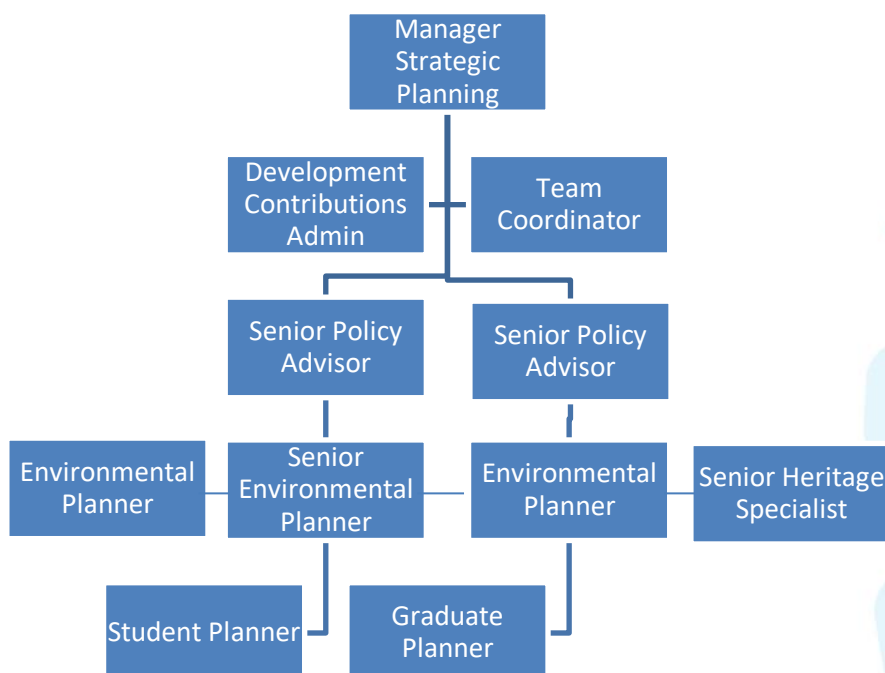 Manager
Strategic
Planning
Development
Contributions
Admin
Team
Coordinator
Senior Policy
Advisor
Senior Policy
Advisor
Environmental
Planner
Senior
Environmental
Planner
Environmental
Planner
Senior Heritage
Specialist
Student Planner
Graduate
Planner